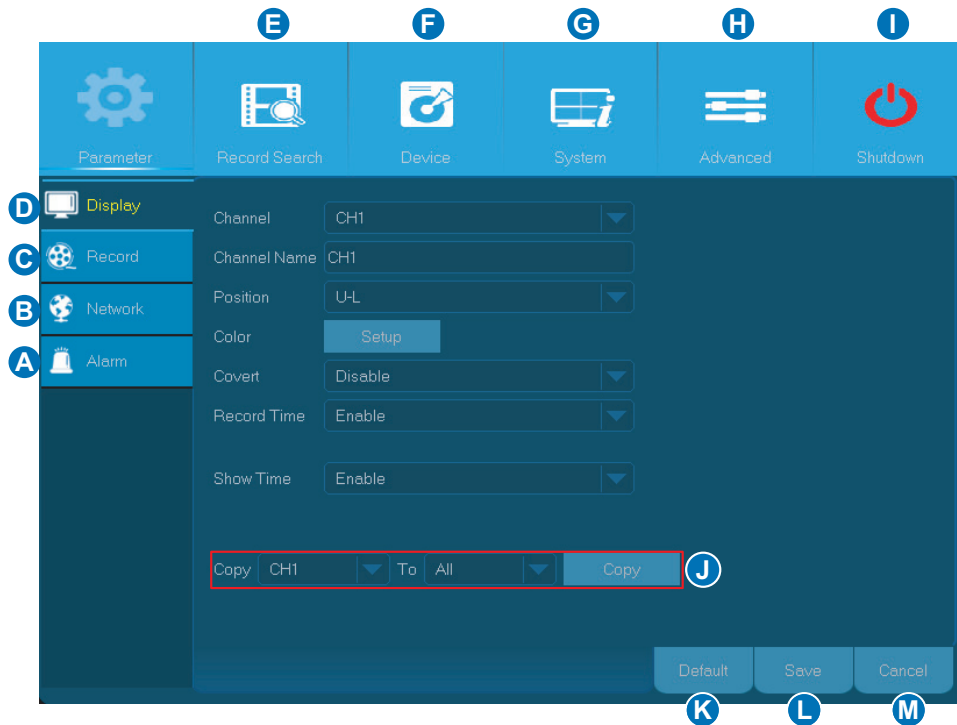 E F G H I
Parameter Record Search Device System Advanced Shutdown
D Display
C Record
B Network
A Alarm
Channel CH1
Channel Name CH1
Position U-L
Color Setup
Covert Disable
Record Time Enable
Show Time Enable
Copy CH1 To All Copy J
Default Save Cancel
K L M